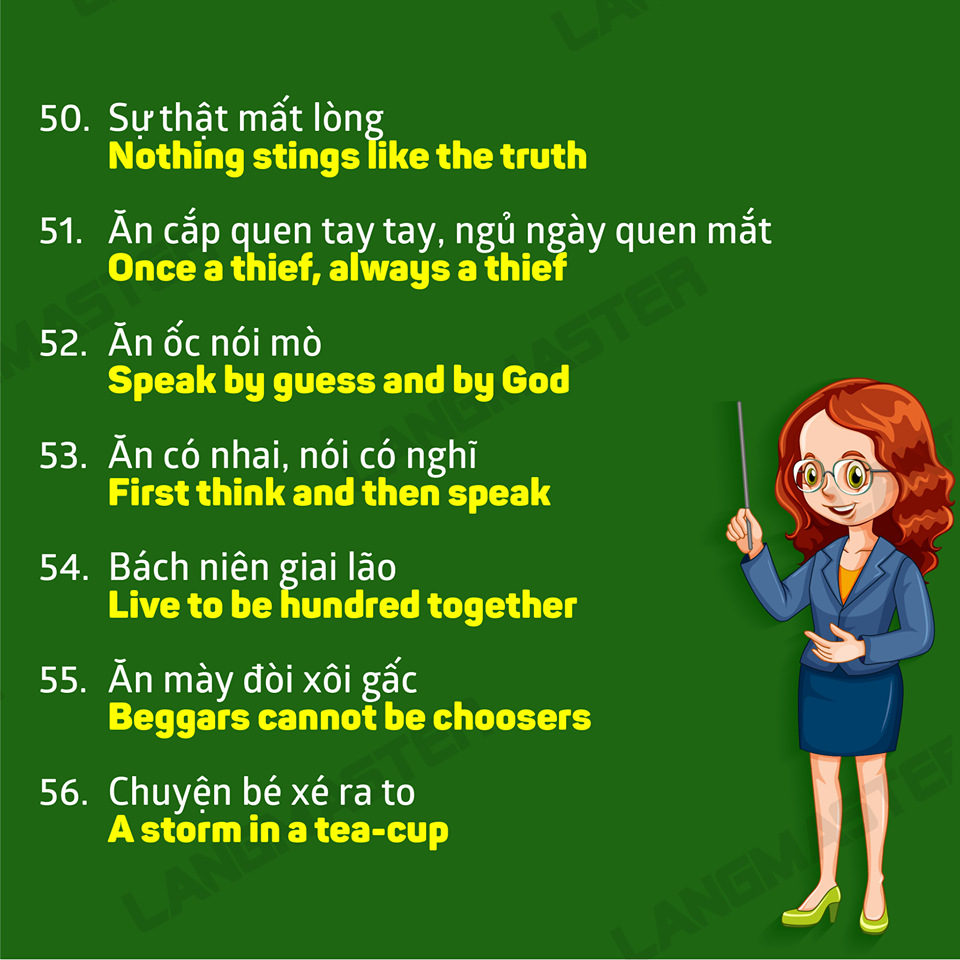 50. Sự thật mất lòng
Nothing stings like the truth
51. Ăn cắp quen tay tay, ngủ ngày quen mắt
Once a thief, always a thief
52. Ăn ốc nói mò
Speak by guess and by God
53. Ăn có nhai, nói có nghĩ
First think and then speak
54. Bách niên giai lão
Live to be hundred together
55. Ăn mày đòi xôi gấc
Beggars cannot be choosers
56. Chuyện bé xé ra to
A storm in a tea-cup
LANGMASTER
LANGMASTER
LANGMASTER
LANGMASTER
LANGMASTER